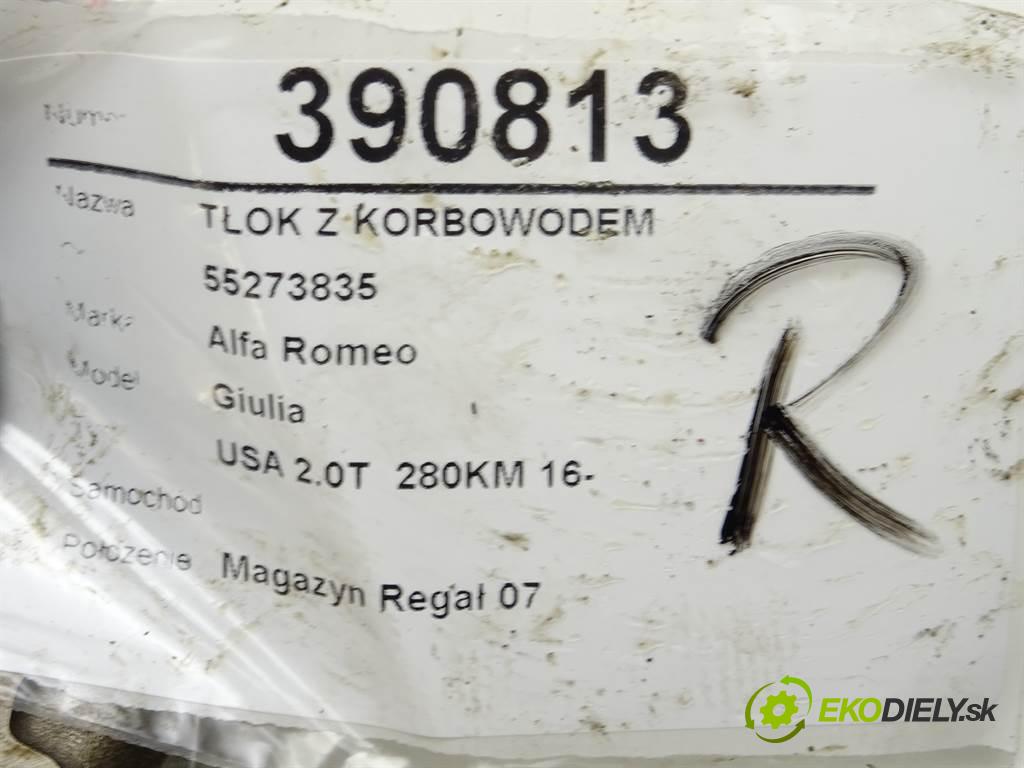 Numer 390813
Nazwa TŁOK Z KORBOWODEM
55273835
Marka Alfa Romeo
Model Giulia
USA 2.0T 280KM 16-
Samochod
Położenie Magazyn Regał 07
R
EKODIELY.sk